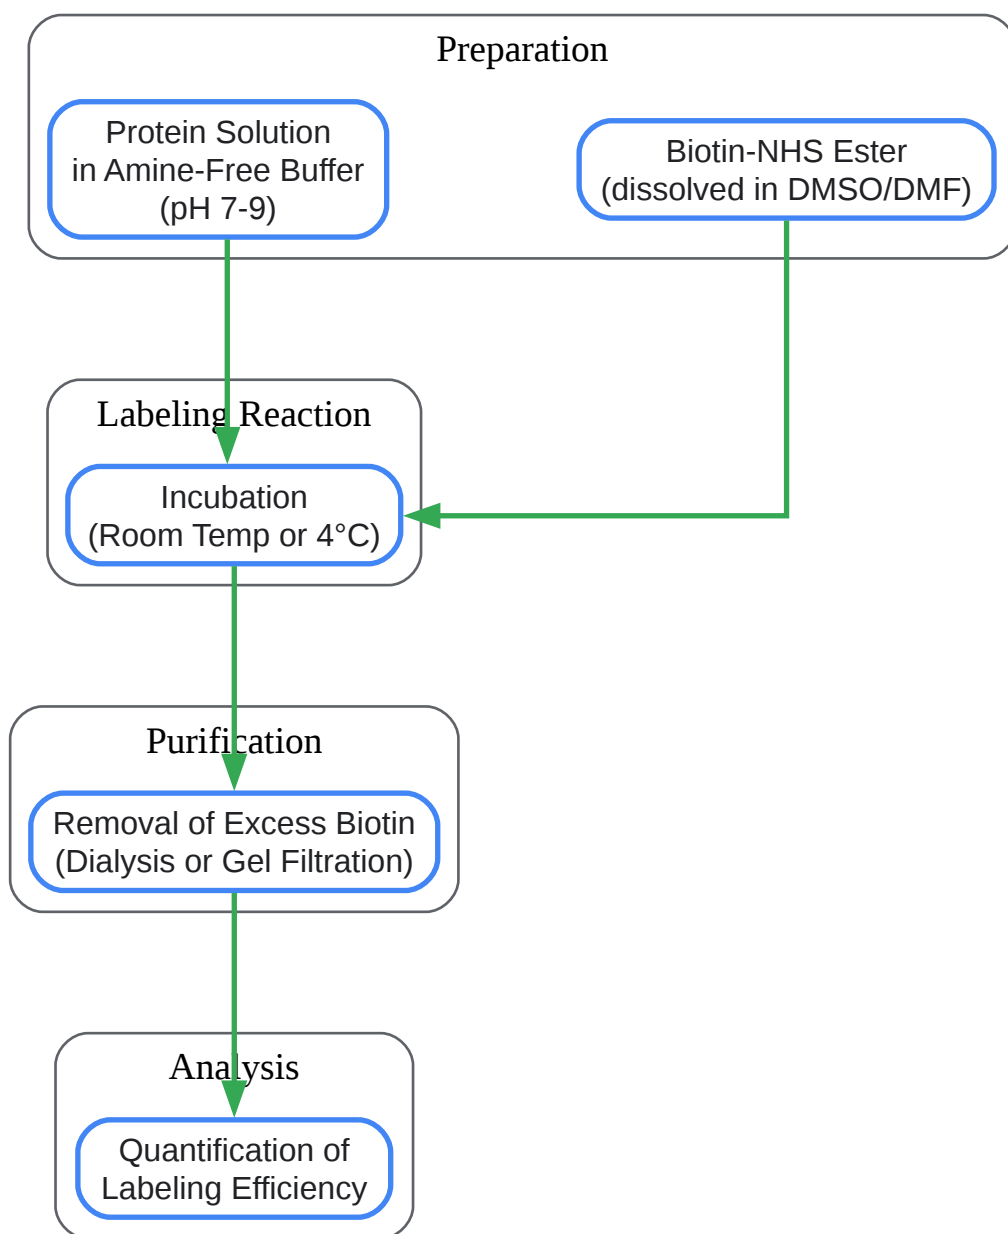 Preparation
Protein Solution
in Amine-Free Buffer
(pH 7-9)
Biotin-NHS Ester
(dissolved in DMSO/DMF)
Labeling Reaction
Incubation
(Room Temp or 4°C)
Purification
Removal of Excess Biotin
(Dialysis or Gel Filtration)
Analysis
Quantification of
Labeling Efficiency